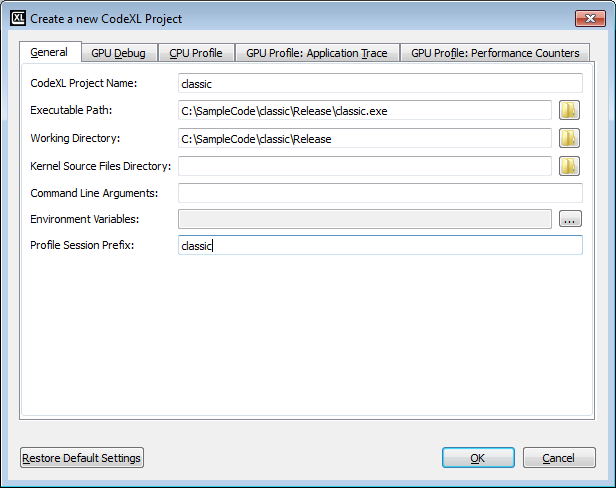 XL Create a new CodeXL Project
General GPU Debug CPU Profile GPU Profile: Application Trace GPU Profile: Performance Counters
CodeXL Project Name: classic
Executable Path: C:\SampleCode\classic\Release\classic.exe
Working Directory: C:\SampleCode\classic\Release
Kernel Source Files Directory:
Command Line Arguments:
Environment Variables: ...
Profile Session Prefix: classic
Restore Default Settings OK Cancel